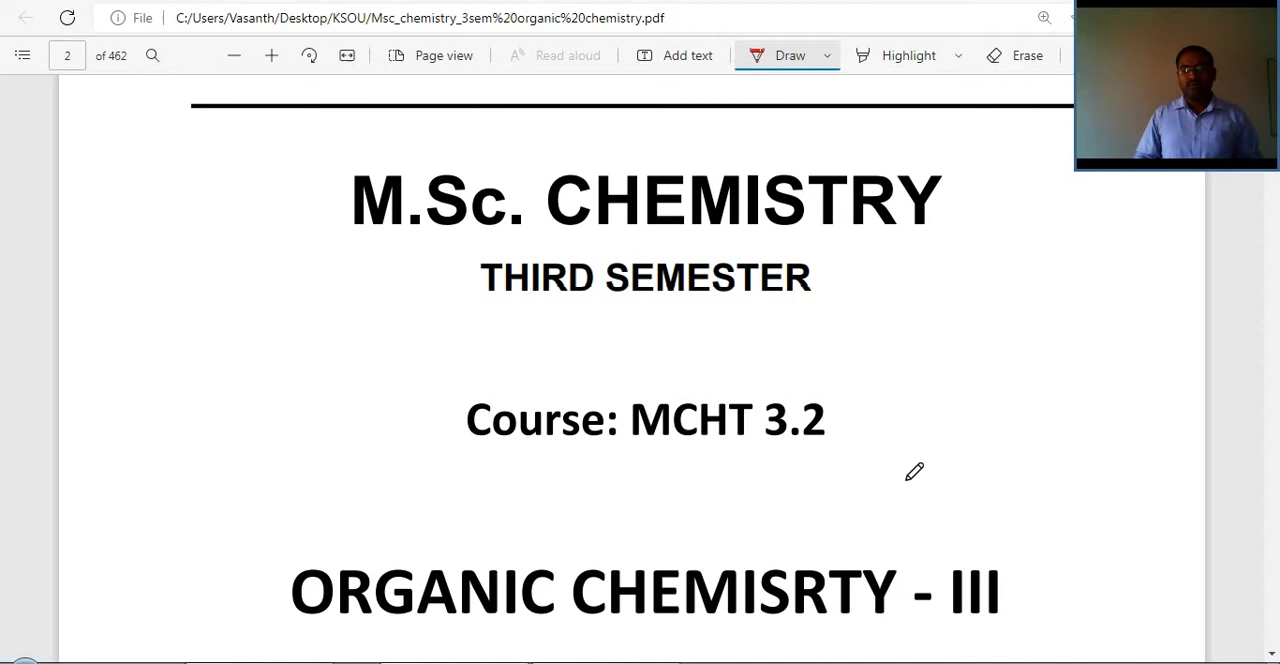 File C:/Users/Vasanth/Desktop/KSOU/Msc_chemistry_3sem%20organic%20chemistry.pdf
2 of 462 Page view Read aloud Add text Draw Highlight Erase
M.Sc. CHEMISTRY
THIRD SEMESTER
Course: MCHT 3.2
ORGANIC CHEMISRTY - III